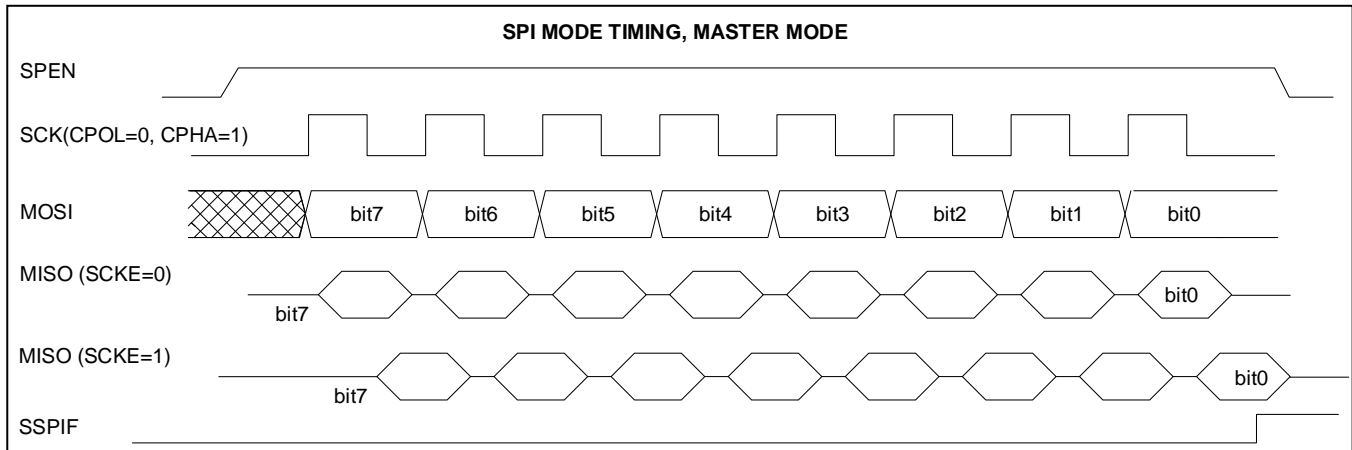 SPI MODE TIMING, MASTER MODE
SPEN
SCK(CPOL=0, CPHA=1)
MOSI
bit7 bit6 bit5 bit4 bit3 bit2 bit1 bit0
MISO (SCKE=0)
bit7 bit0
MISO (SCKE=1)
bit7 bit0
SSPIF